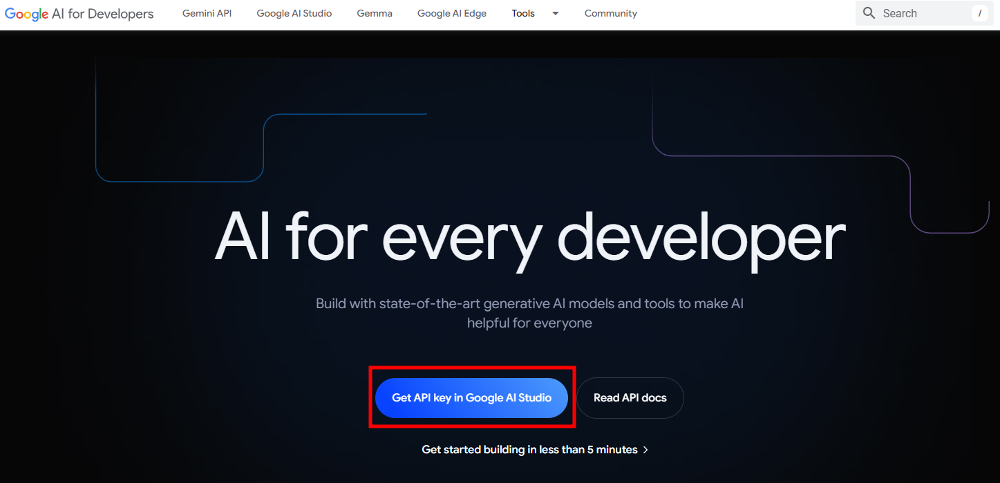 Google AI for Developers Gemini API Google AI Studio Gemma Google AI Edge Tools Community Search /
AI for every developer
Build with state-of-the-art generative AI models and tools to make AI
helpful for everyone
Get API key in Google AI Studio Read API docs
Get started building in less than 5 minutes